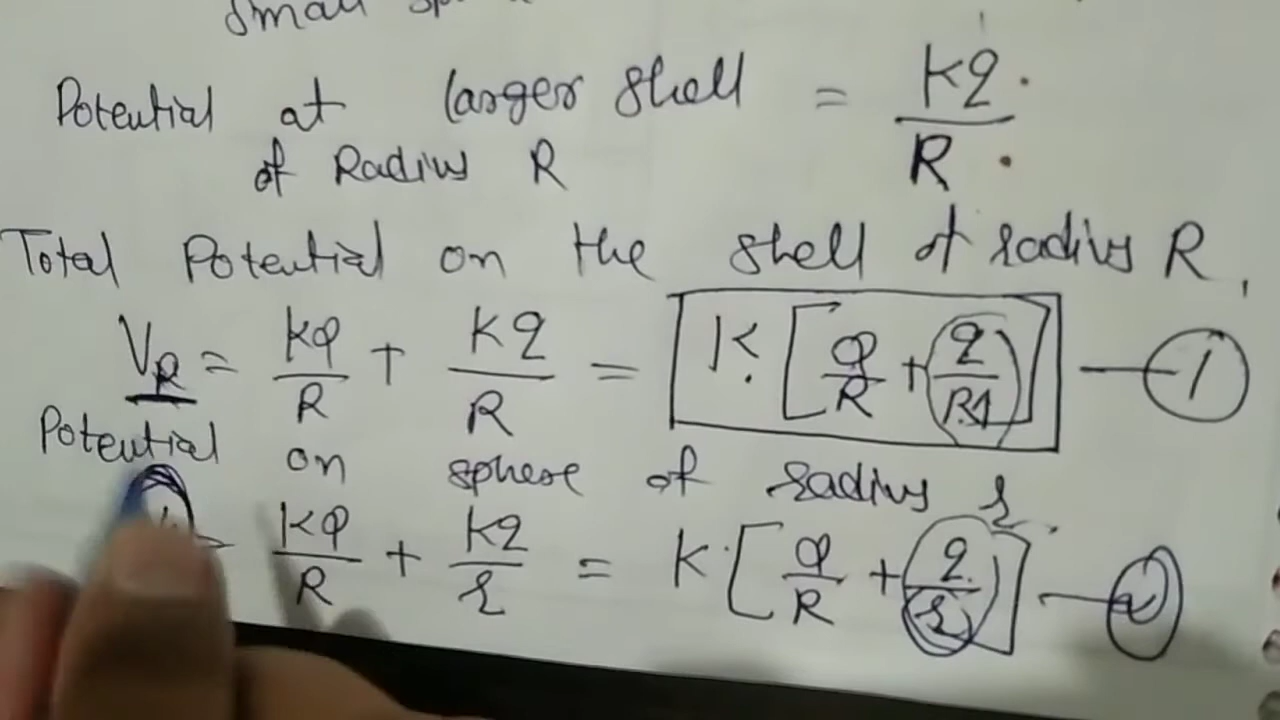 small
Potential at larger shell = Kq/R
of Radius R
Total Potential on the shell of radius R.
V_R = KQ/R + Kq/R = K[Q/R + q/R] — 1
Potential on sphere of radius r.
= KQ/R + Kq/r = K[Q/R + q/r] — 2